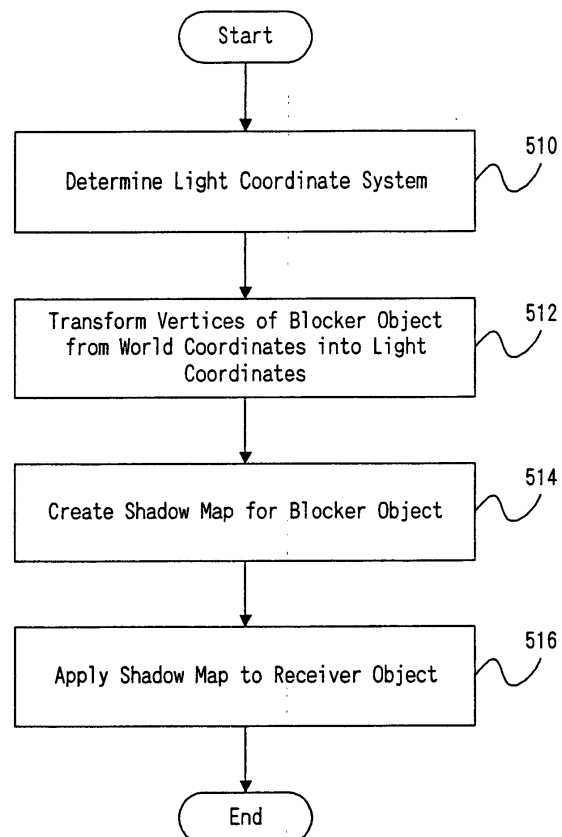 Start
510
Determine Light Coordinate System
512
Transform Vertices of Blocker Object
from World Coordinates into Light
Coordinates
514
Create Shadow Map for Blocker Object
516
Apply Shadow Map to Receiver Object
End